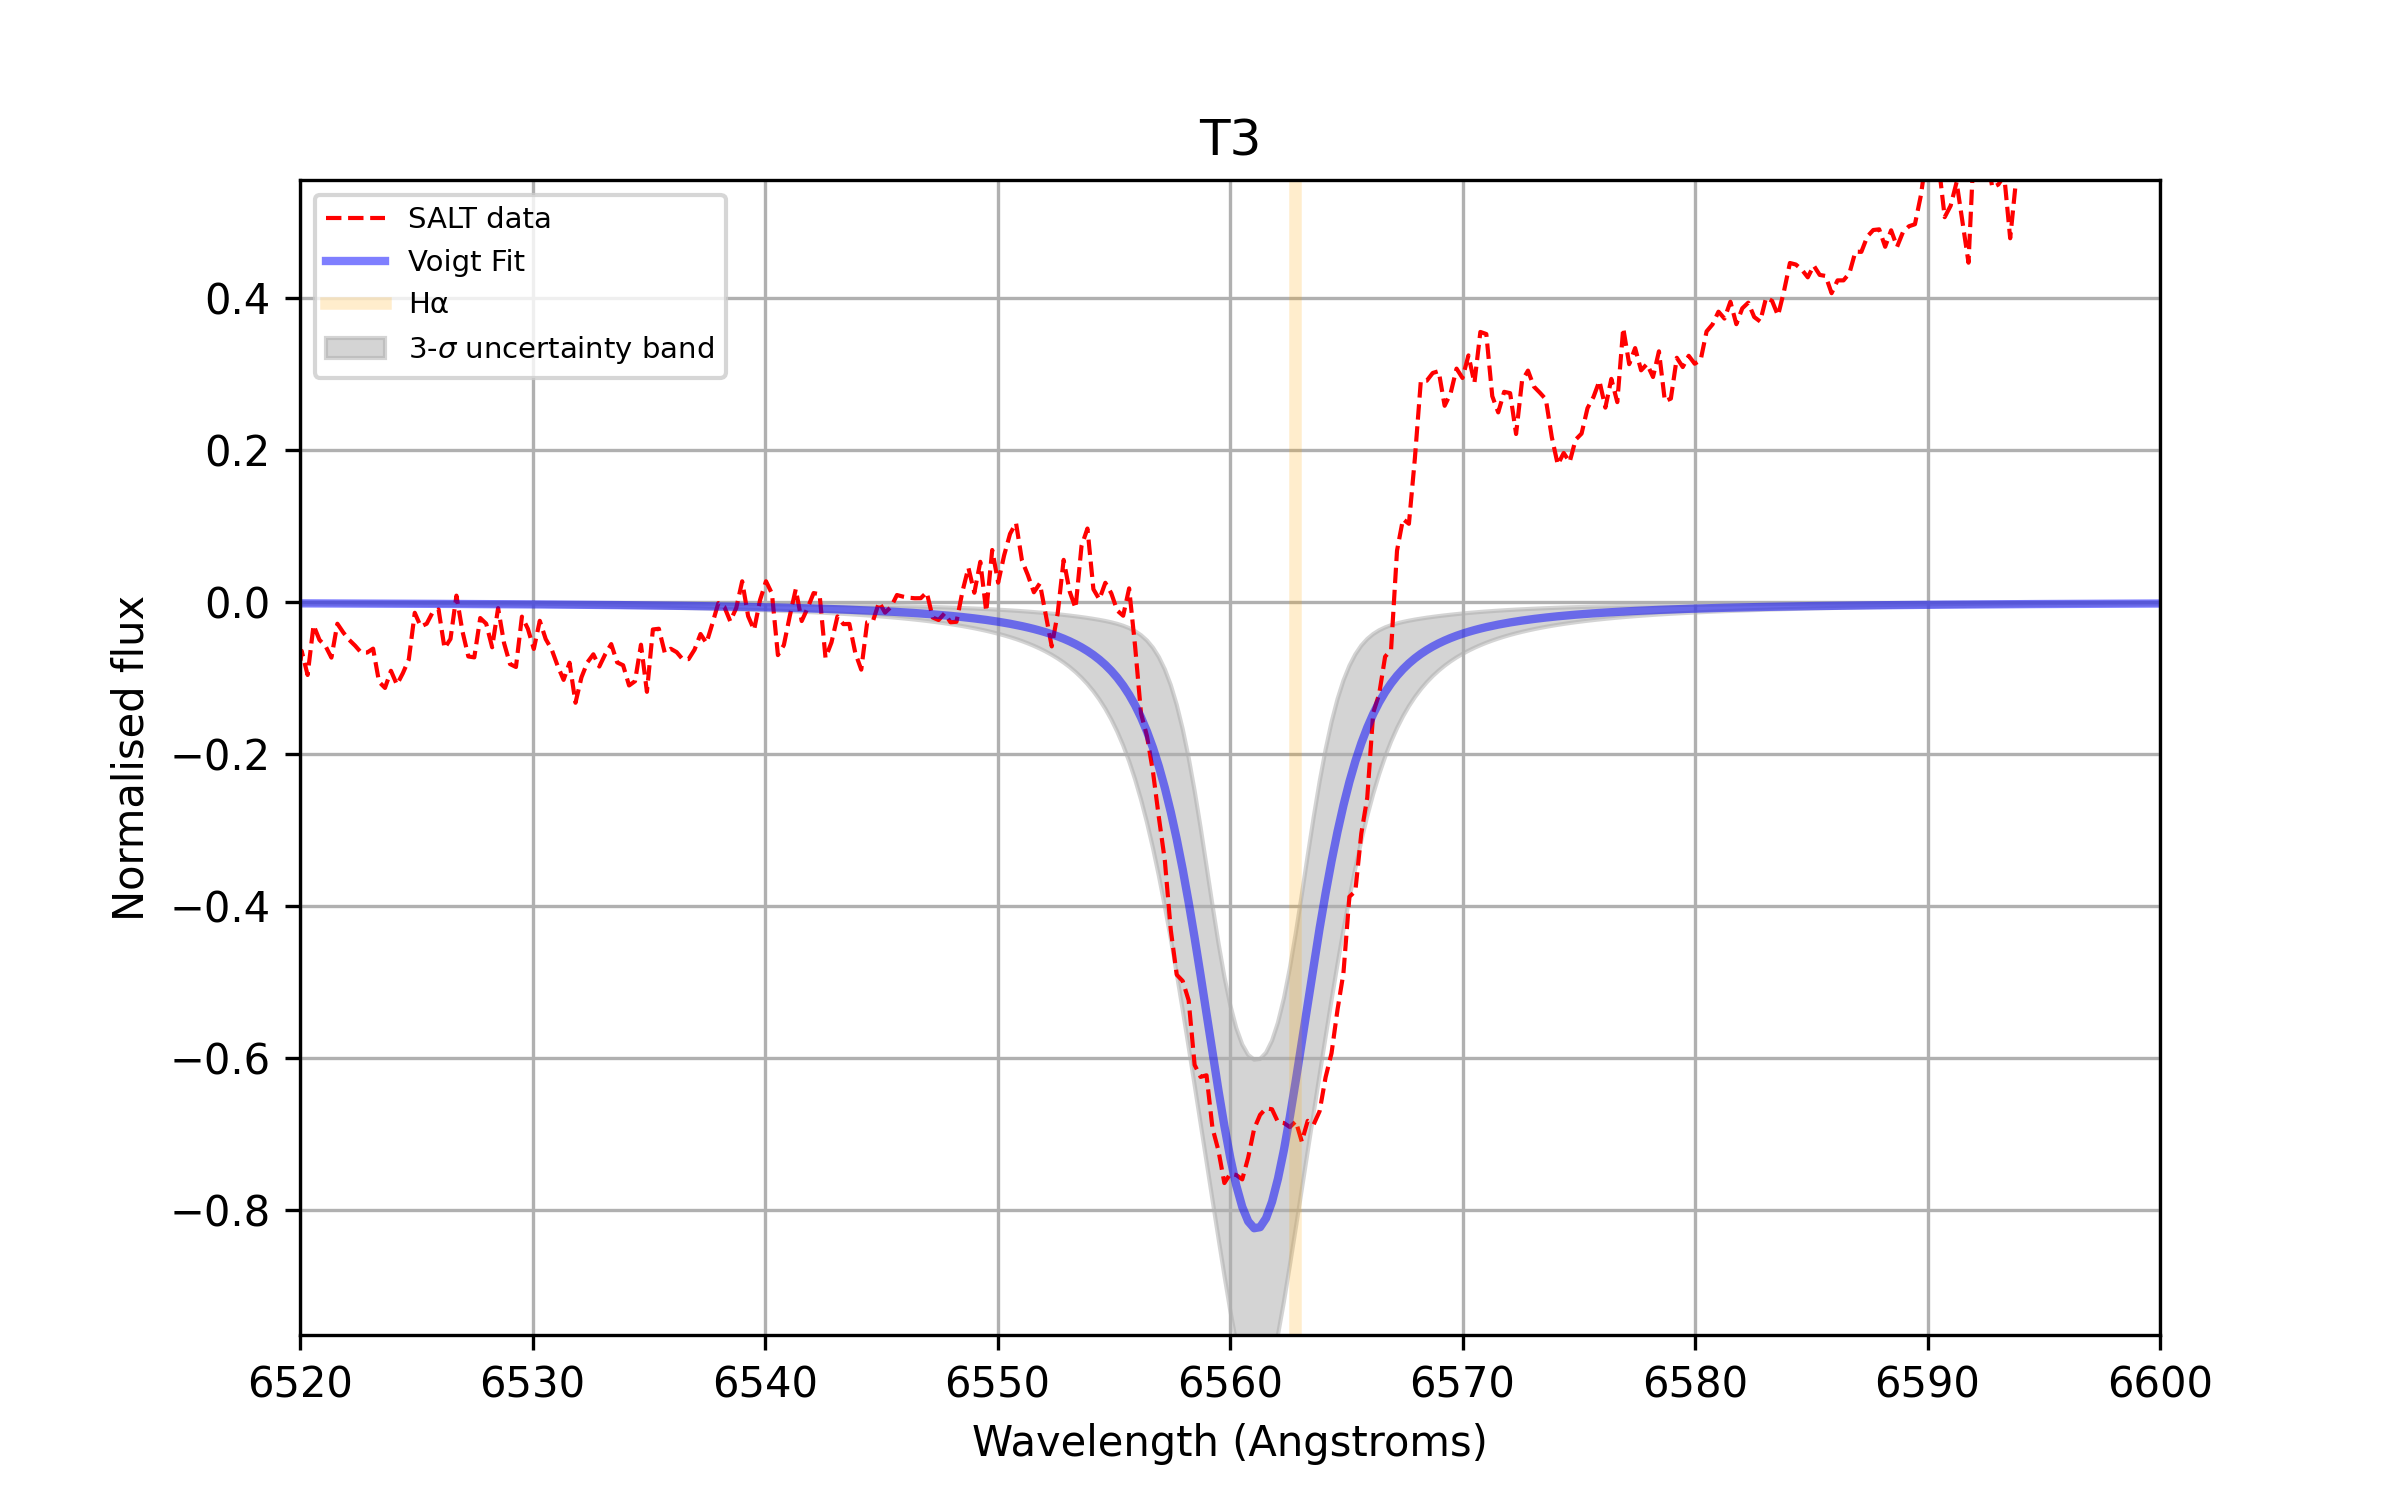 T3
SALT data
Voigt Fit
Hα
3-σ uncertainty band
0.4
0.2
0.0
−0.2
−0.4
−0.6
−0.8
Normalised flux
6520 6530 6540 6550 6560 6570 6580 6590 6600
Wavelength (Angstroms)